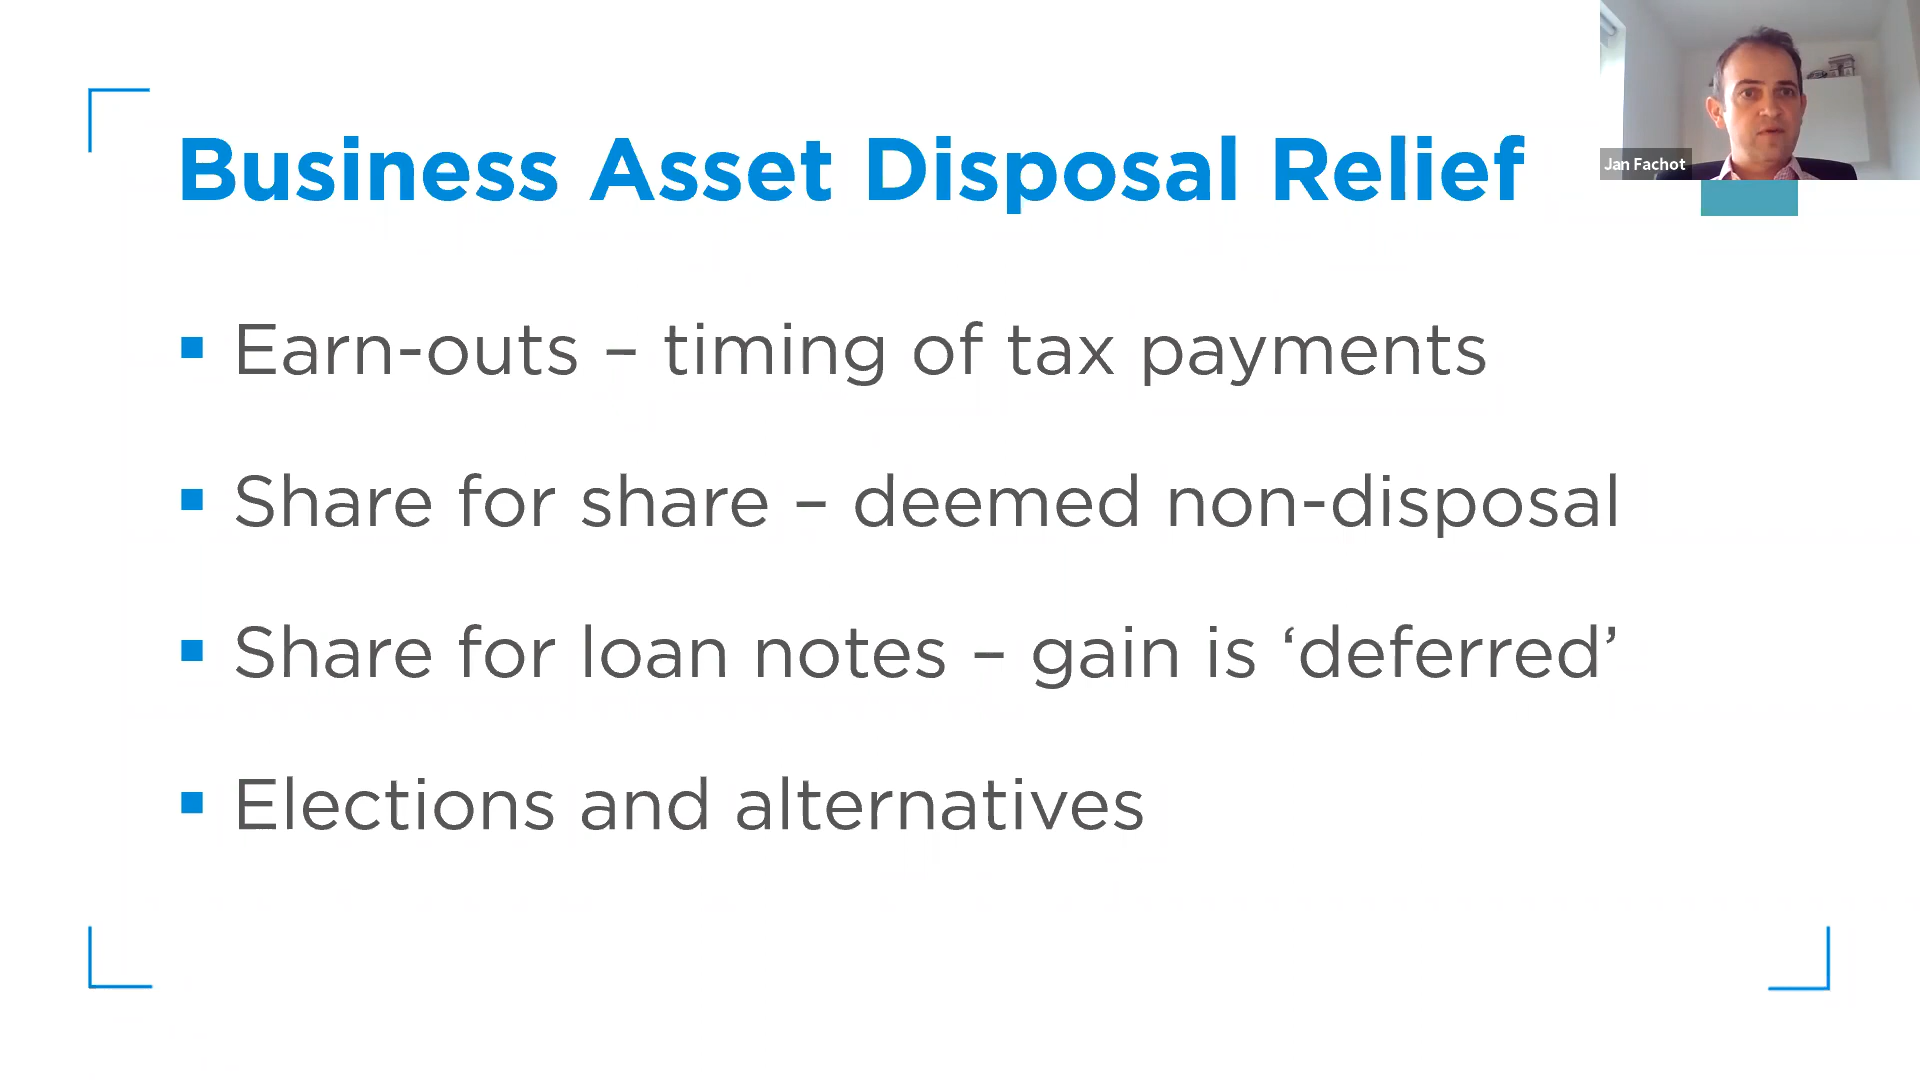 Business Asset Disposal Relief
Jan Fachot
Earn-outs – timing of tax payments
Share for share – deemed non-disposal
Share for loan notes – gain is ‘deferred’
Elections and alternatives